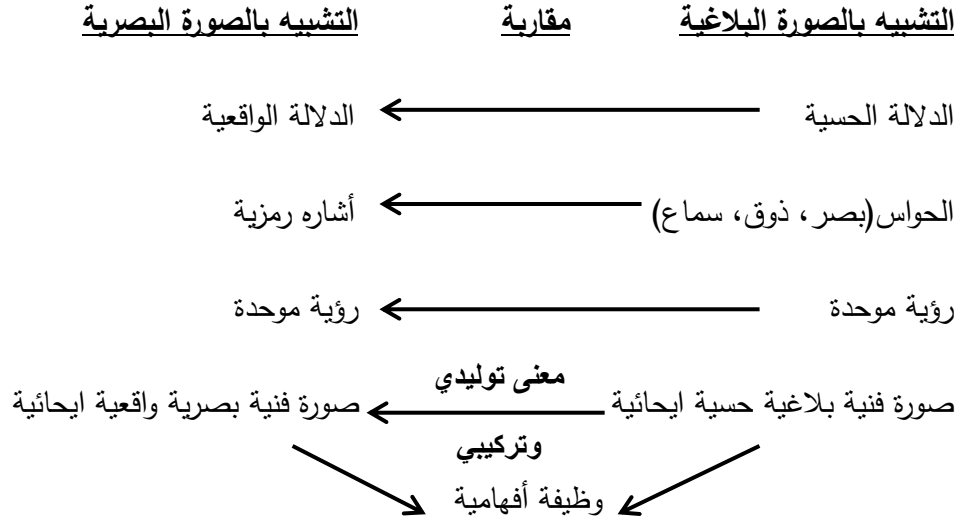 التشبيه بالصورة البلاغية مقاربة التشبيه بالصورة البصرية
الدلالة الحسية الدلالة الواقعية
الحواس(بصر، ذوق، سماع) أشاره رمزية
رؤية موحدة رؤية موحدة
معنى توليدي
صورة فنية بلاغية حسية ايحائية صورة فنية بصرية واقعية ايحائية
وتركيبي
وظيفة أفهامية